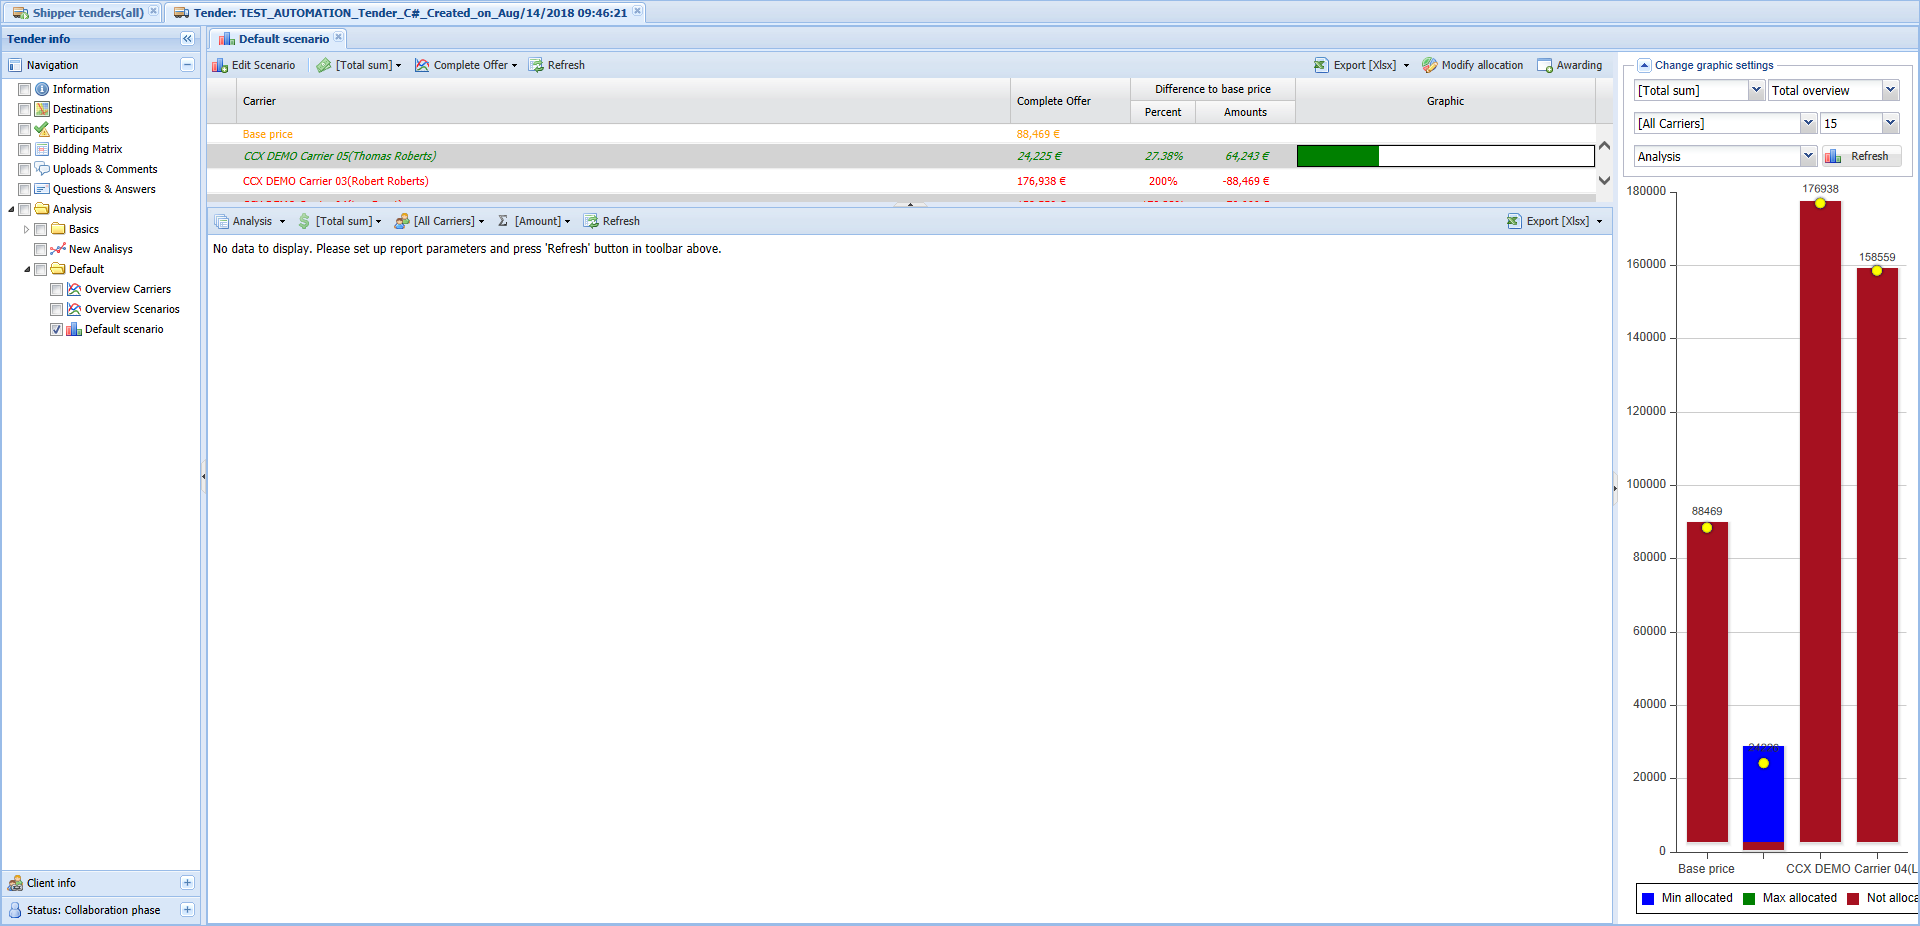 Shipper tenders(all)
Tender: TEST_AUTOMATION_Tender_C#_Created_on_Aug/14/2018 09:46:21
Tender info
Navigation
Information
Destinations
Participants
Bidding Matrix
Uploads & Comments
Questions & Answers
Analysis
Basics
New Analisys
Default
Overview Carriers
Overview Scenarios
Default scenario
Client info
Status: Collaboration phase
Default scenario
Edit Scenario [Total sum] Complete Offer Refresh Export [Xlsx] Modify allocation Awarding
Carrier Complete Offer Difference to base price Graphic
Percent Amounts
Base price 88,469 €
CCX DEMO Carrier 05(Thomas Roberts) 24,225 € 27.38% 64,243 €
CCX DEMO Carrier 03(Robert Roberts) 176,938 € 200% -88,469 €
Analysis [Total sum] [All Carriers] Σ [Amount] Refresh Export [Xlsx]
No data to display. Please set up report parameters and press 'Refresh' button in toolbar above.
Change graphic settings
[Total sum] Total overview
[All Carriers] 15
Analysis Refresh
180000
160000
140000
120000
100000
80000
60000
40000
20000
0
88469
176938
158559
Base price CCX DEMO Carrier 04(L
Min allocated Max allocated Not alloca